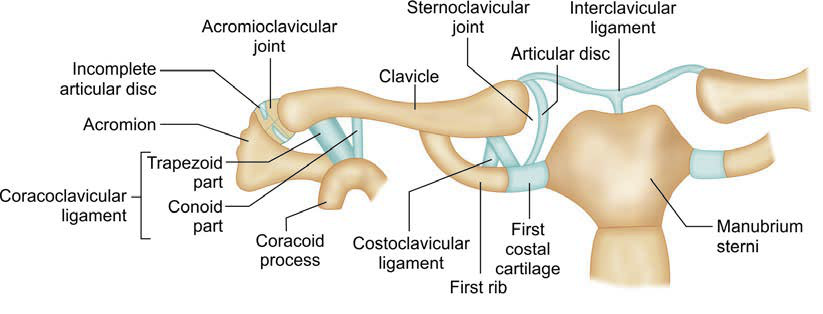 Sternoclavicular
joint
Interclavicular
ligament
Acromioclavicular
joint
Articular disc
Incomplete
articular disc
Clavicle
Acromion
Trapezoid
part
Coracoclavicular
ligament
Conoid
part
Coracoid
process
Costoclavicular
ligament
First rib
First
costal
cartilage
Manubrium
sterni